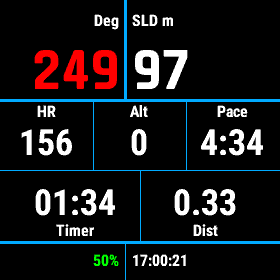 Deg SLD m
249 97
HR Alt Pace
156 0 4:34
01:34 0.33
Timer Dist
50% 17:00:21